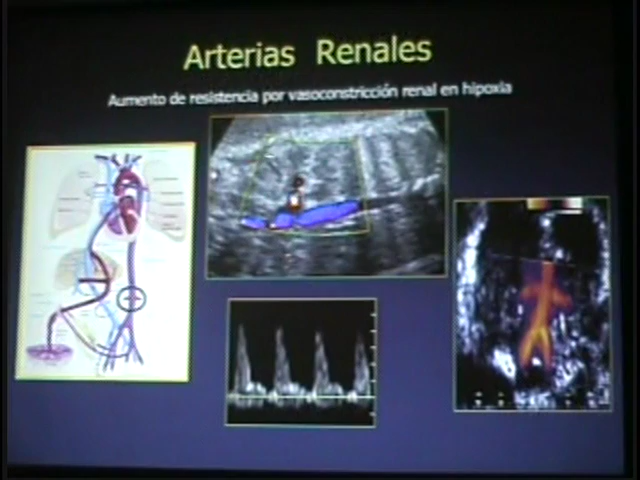 Arterias Renales
Aumento de resistencia por vasoconstricción renal en hipoxia